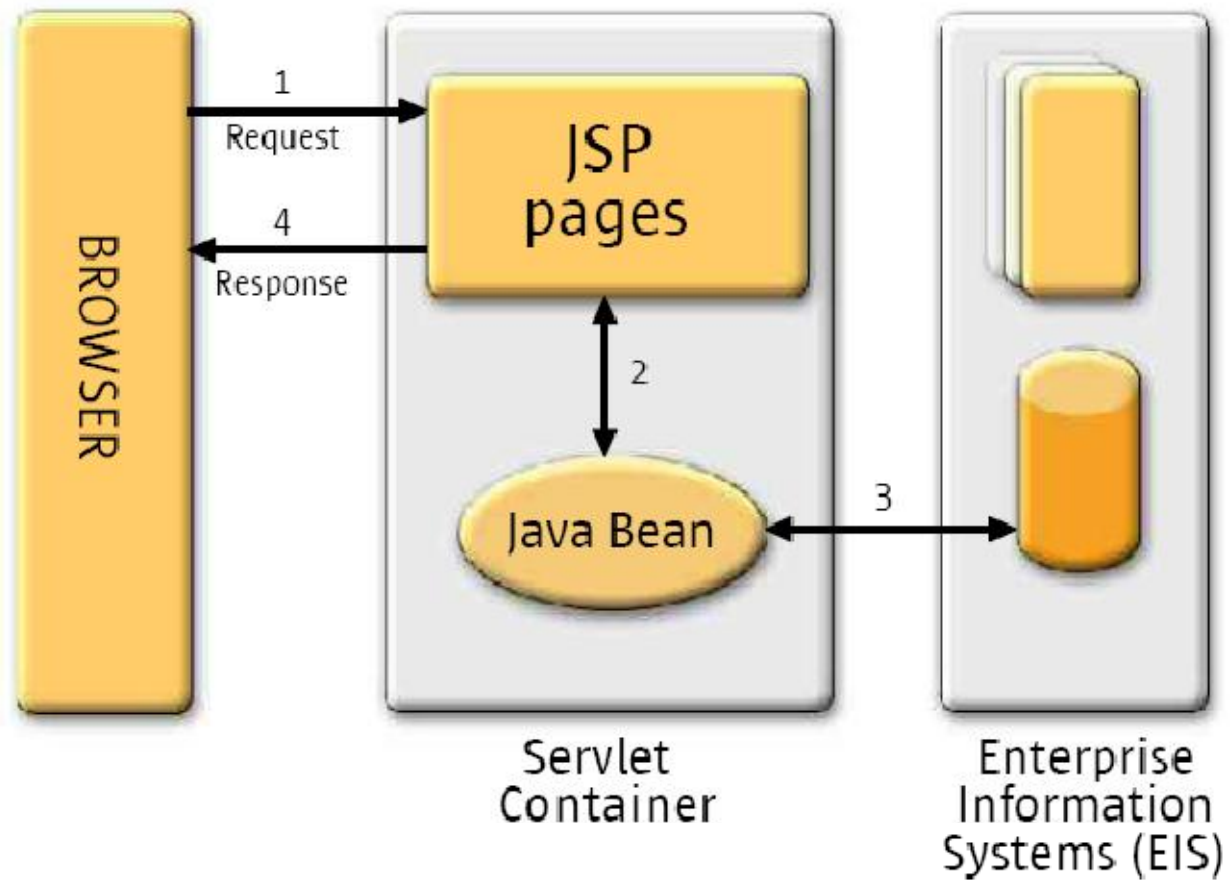 1
Request
4
Response
BROWSER
JSP
pages
2
Java Bean
3
Servlet
Container
Enterprise
Information
Systems (EIS)